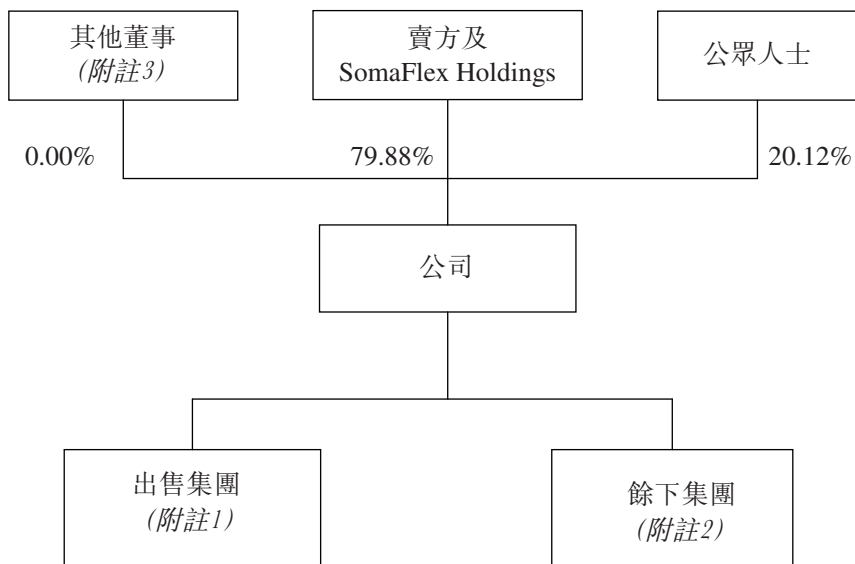 其他董事
(附註3)
賣方及
SomaFlex Holdings
公眾人士
0.00%
79.88%
20.12%
公司
出售集團
(附註1)
餘下集團
(附註2)